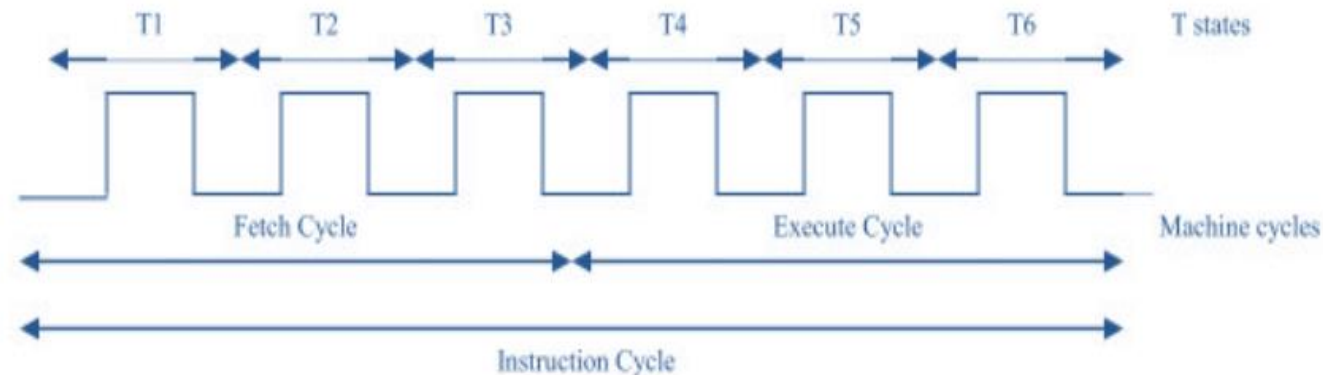 T1 T2 T3 T4 T5 T6 T states
Fetch Cycle Execute Cycle Machine cycles
Instruction Cycle